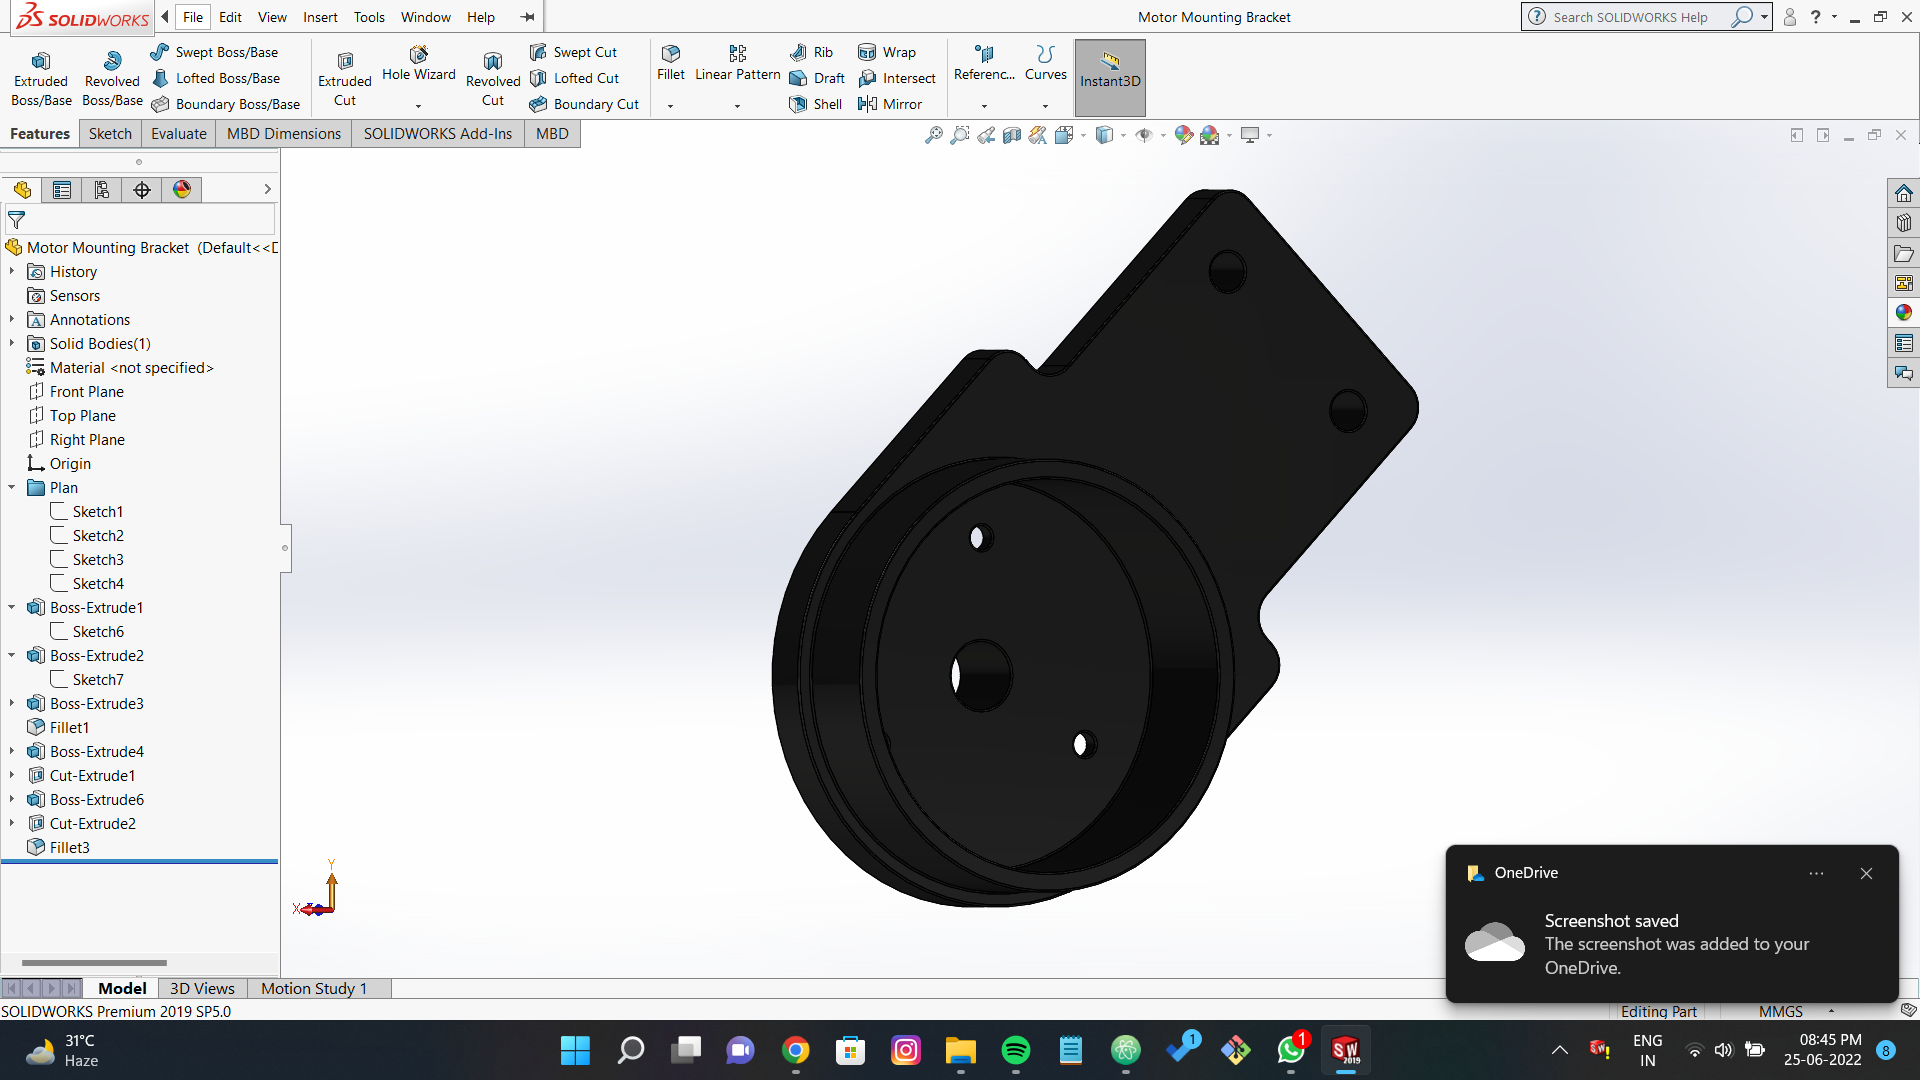 SOLIDWORKS
File Edit View Insert Tools Window Help
Motor Mounting Bracket
Search SOLIDWORKS Help
?
Extruded Boss/Base
Revolved Boss/Base
Swept Boss/Base
Lofted Boss/Base
Boundary Boss/Base
Extruded Cut
Hole Wizard
Revolved Cut
Swept Cut
Lofted Cut
Boundary Cut
Fillet
Linear Pattern
Rib
Draft
Shell
Wrap
Intersect
Mirror
Referenc...
Curves
Instant3D
Features Sketch Evaluate MBD Dimensions SOLIDWORKS Add-Ins MBD
Motor Mounting Bracket (Default<<D
History
Sensors
Annotations
Solid Bodies(1)
Material <not specified>
Front Plane
Top Plane
Right Plane
Origin
Plan
Sketch1
Sketch2
Sketch3
Sketch4
Boss-Extrude1
Sketch6
Boss-Extrude2
Sketch7
Boss-Extrude3
Fillet1
Boss-Extrude4
Cut-Extrude1
Boss-Extrude6
Cut-Extrude2
Fillet3
Y
X
OneDrive
Screenshot saved
The screenshot was added to your
OneDrive.
Model 3D Views Motion Study 1
SOLIDWORKS Premium 2019 SP5.0
Editing Part
MMGS
31°C
Haze
1
1
SW
2019
ENG
IN
08:45 PM
25-06-2022
8